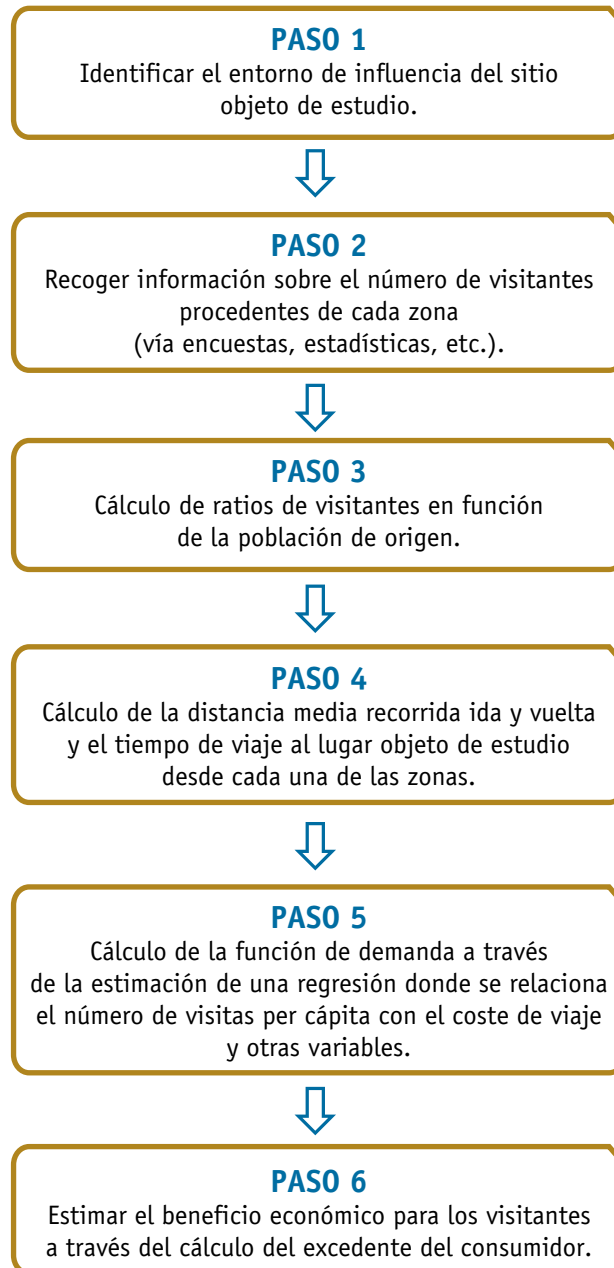 PASO 1
Identificar el entorno de influencia del sitio
objeto de estudio.
PASO 2
Recoger información sobre el número de visitantes
procedentes de cada zona
(vía encuestas, estadísticas, etc.).
PASO 3
Cálculo de ratios de visitantes en función
de la población de origen.
PASO 4
Cálculo de la distancia media recorrida ida y vuelta
y el tiempo de viaje al lugar objeto de estudio
desde cada una de las zonas.
PASO 5
Cálculo de la función de demanda a través
de la estimación de una regresión donde se relaciona
el número de visitas per cápita con el coste de viaje
y otras variables.
PASO 6
Estimar el beneficio económico para los visitantes
a través del cálculo del excedente del consumidor.